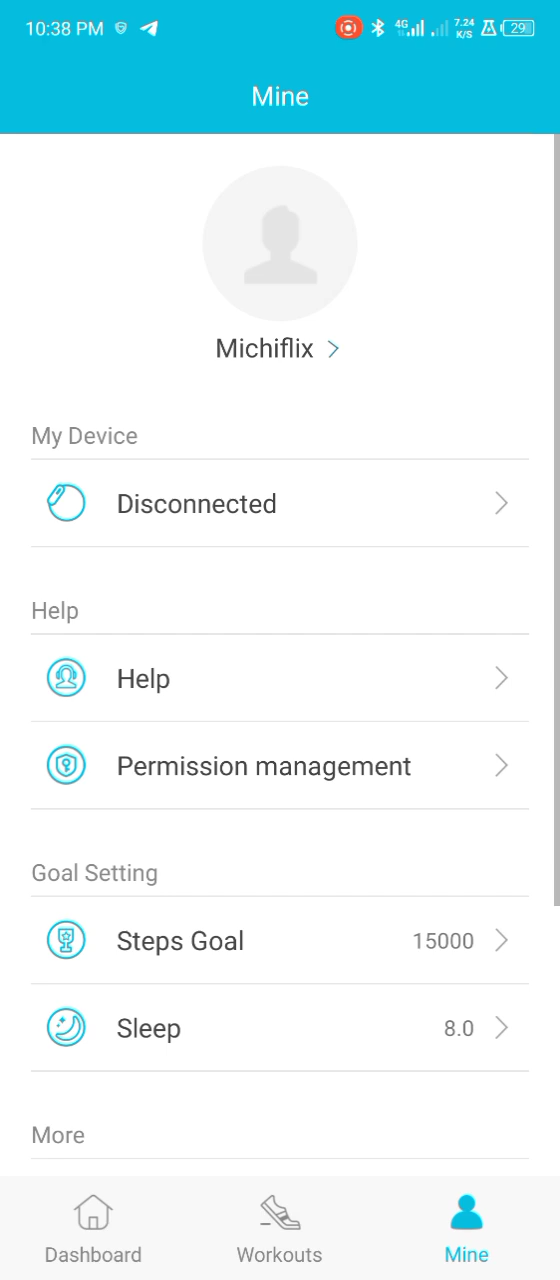 10:38 PM 4G 7.24 K/S 29
Mine
Michiflix
My Device
Disconnected
Help
Help
Permission management
Goal Setting
Steps Goal 15000
Sleep 8.0
More
Dashboard Workouts Mine